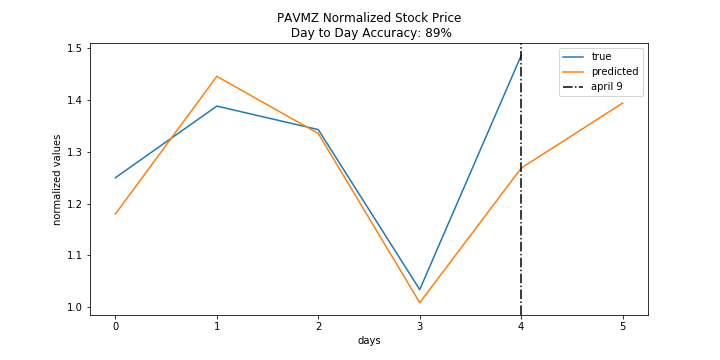 PAVMZ Normalized Stock Price
Day to Day Accuracy: 89%
1.5
1.4
1.3
1.2
1.1
1.0
normalized values
true
predicted
april 9
0 1 2 3 4 5
days